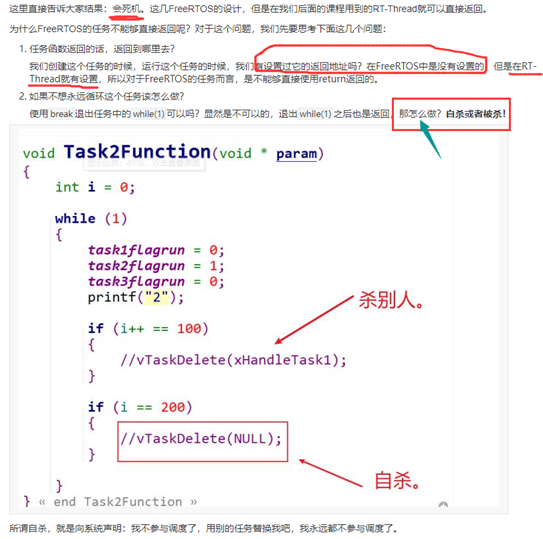 这里直接告诉大家结果：会死机。这几FreeRTOS的设计，但是在我们后面的课程用到的RT-Thread就可以直接返回。
为什么FreeRTOS的任务不能够直接返回呢？对于这个问题，我们先要思考下面这几个问题：
1. 任务函数返回的话，返回到哪里去？
我们创建这个任务的时候，运行这个任务的时候，我们有设置过它的返回地址吗？在FreeRTOS中是没有设置的，但是在RT-
Thread就有设置，所以对于FreeRTOS的任务而言，是不能够直接使用return返回的。
2. 如果不想永远循环这个任务该怎么做？
使用break退出任务中的while(1)可以吗？显然是不可以的，退出while(1)之后也是返回，那怎么做？自杀或者被杀！
void Task2Function(void * param)
{
int i = 0;
while (1)
{
task1flagrun = 0;
task2flagrun = 1;
task3flagrun = 0;
printf("2");
杀别人。
if (i++ == 100)
{
//vTaskDelete(xHandleTask1);
}
if (i == 200)
{
//vTaskDelete(NULL);
}
自杀。
}
} « end Task2Function »
所谓自杀，就是向系统声明：我不参与调度了，用别的任务替换我吧，我永远都不参与调度了。